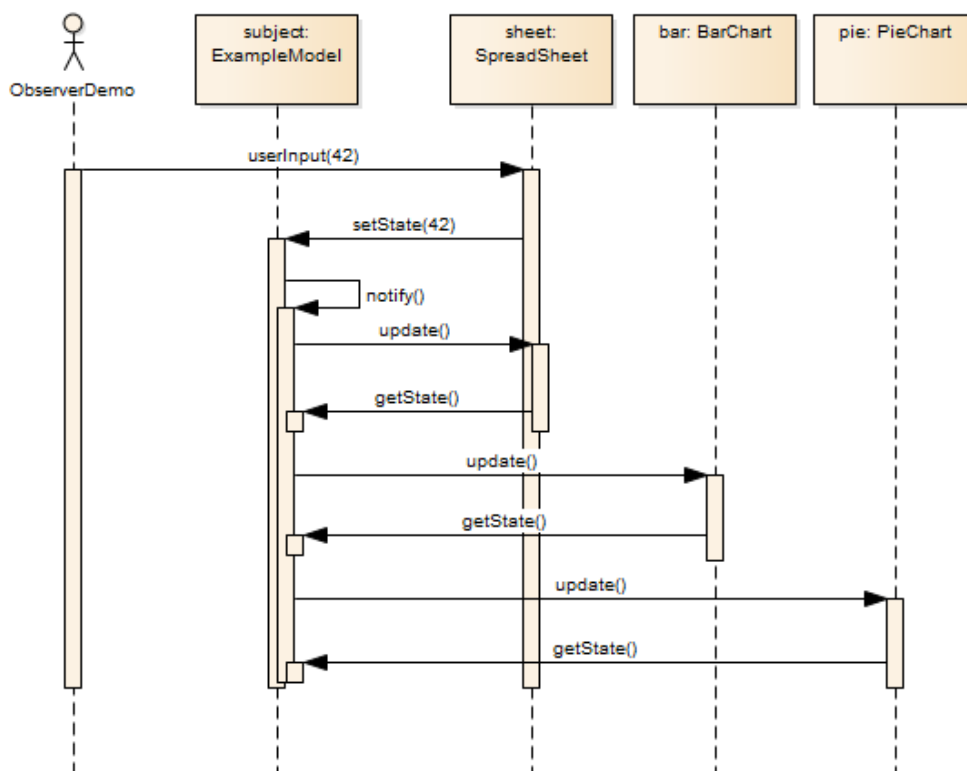 subject:
ExampleModel
sheet:
SpreadSheet
bar: BarChart
pie: PieChart
ObserverDemo
userInput(42)
setState(42)
notify()
update()
getState()
update()
getState()
update()
getState()